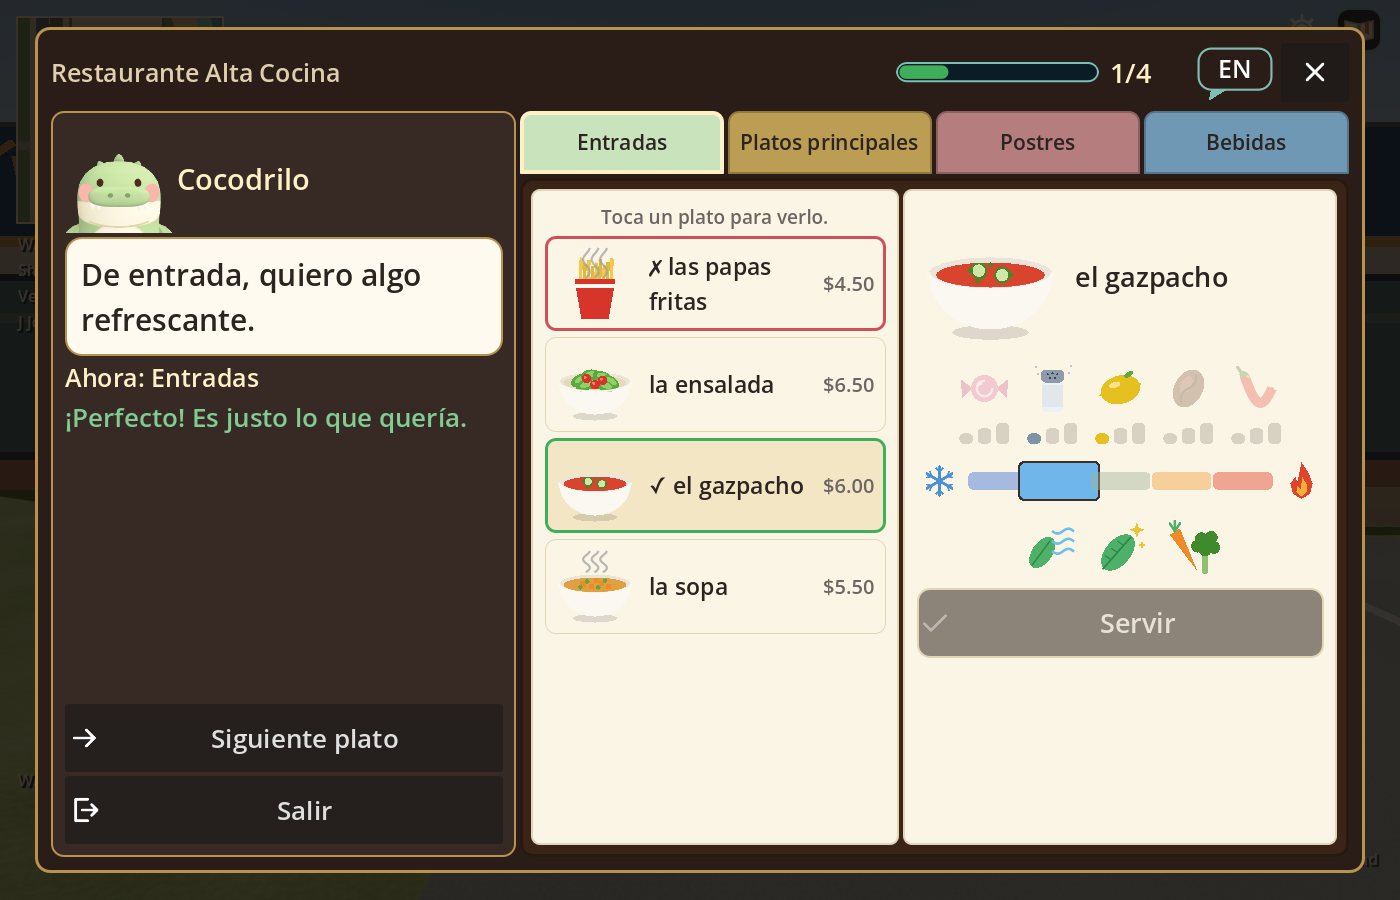 Restaurante Alta Cocina
1/4
EN
Cocodrilo
De entrada, quiero algo
refrescante.
Ahora: Entradas
¡Perfecto! Es justo lo que quería.
Siguiente plato
Salir
Entradas
Platos principales
Postres
Bebidas
Toca un plato para verlo.
✗ las papas
fritas
$4.50
la ensalada
$6.50
✓ el gazpacho
$6.00
la sopa
$5.50
el gazpacho
Servir